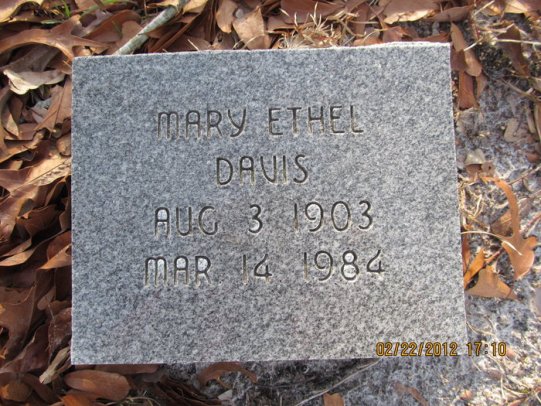 MARY ETHEL
DAVIS
AUG 3 1903
MAR 14 1984
02/22/2012 17:10